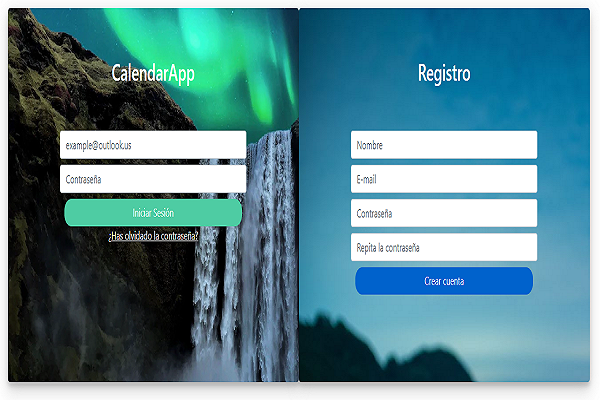 CalendarApp
example@outlook.us
Contraseña
Iniciar Sesión
¿Has olvidado la contraseña?
Registro
Nombre
E-mail
Contraseña
Repita la contraseña
Crear cuenta